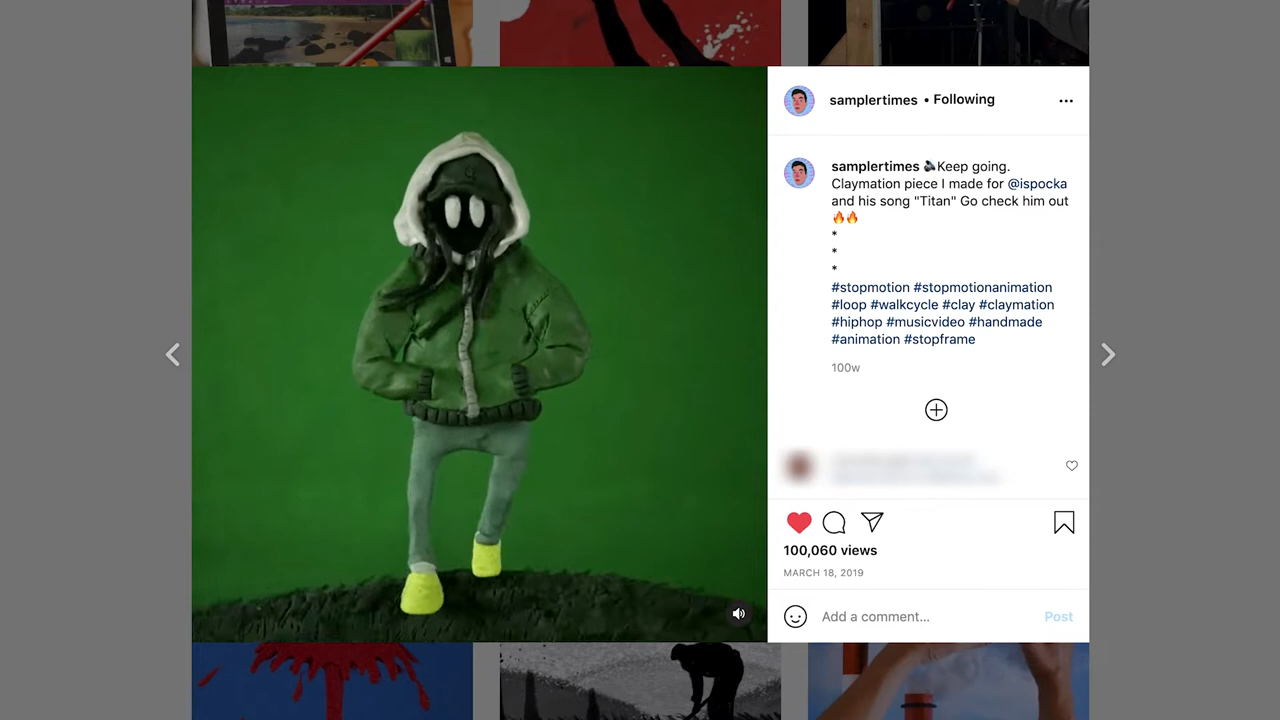 samplertimes • Following
samplertimes 🔊Keep going.
Claymation piece I made for @ispocka
and his song "Titan" Go check him out
🔥🔥
*
*
*
#stopmotion #stopmotionanimation
#loop #walkcycle #clay #claymation
#hiphop #musicvideo #handmade
#animation #stopframe
100w
100,060 views
MARCH 18, 2019
Add a comment… Post